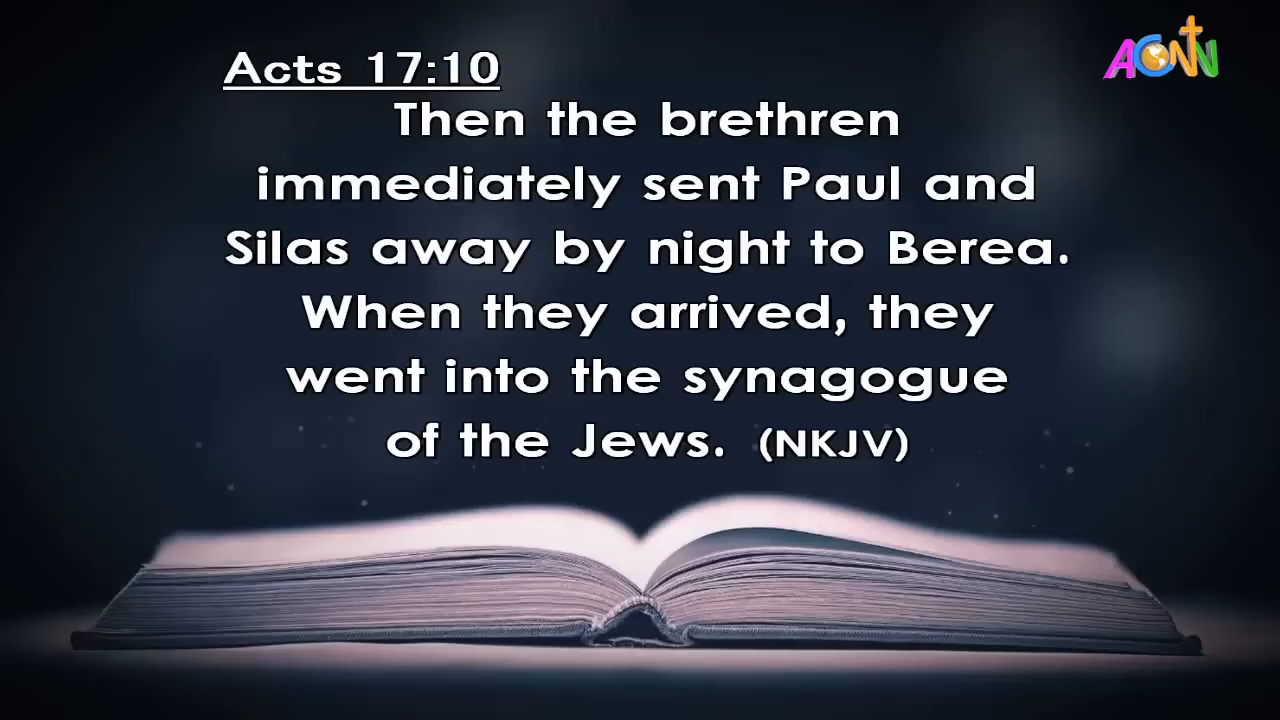 ACNN
Acts 17:10
Then the brethren
immediately sent Paul and
Silas away by night to Berea.
When they arrived, they
went into the synagogue
of the Jews. (NKJV)